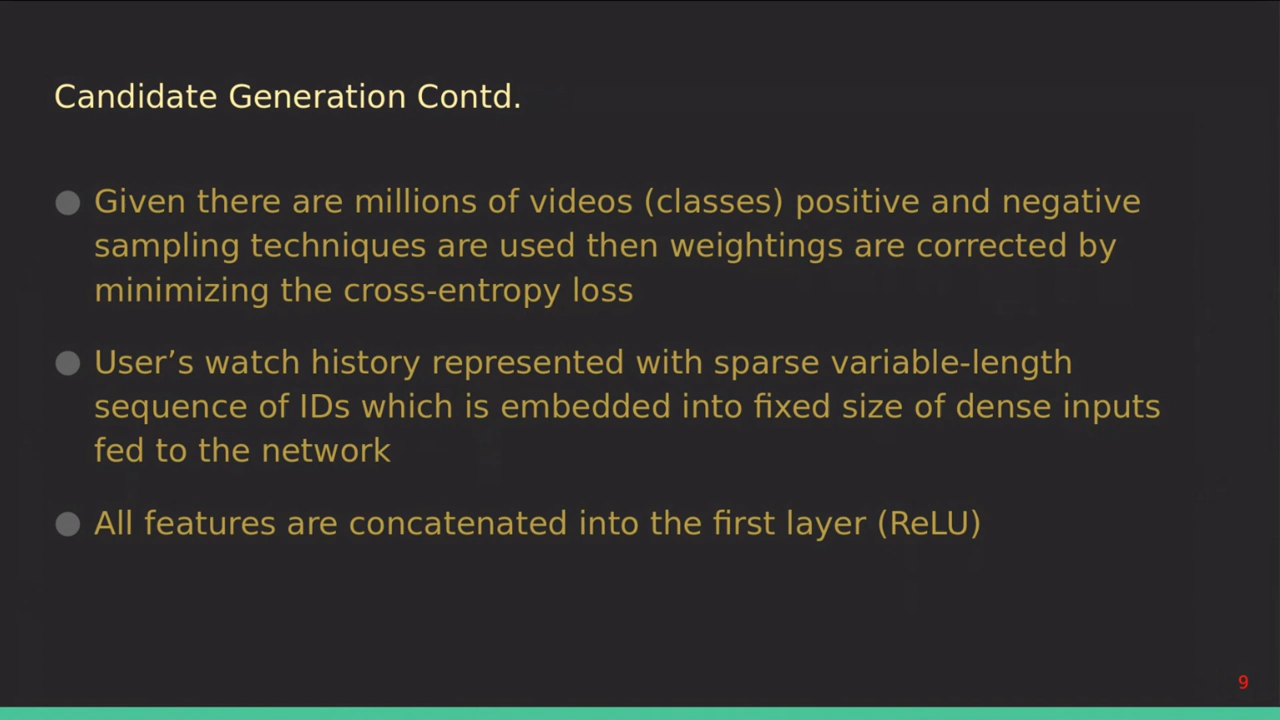 Candidate Generation Contd.
Given there are millions of videos (classes) positive and negative
sampling techniques are used then weightings are corrected by
minimizing the cross-entropy loss
User’s watch history represented with sparse variable-length
sequence of IDs which is embedded into fixed size of dense inputs
fed to the network
All features are concatenated into the first layer (ReLU)
9